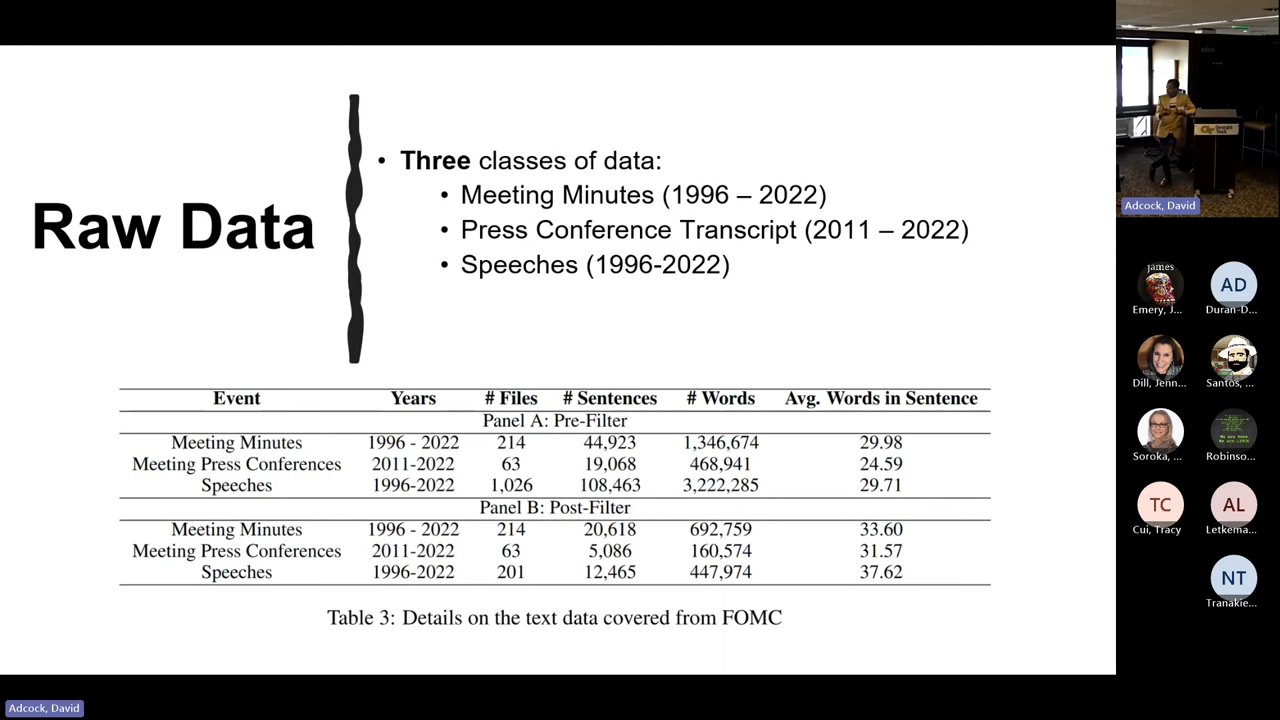 Raw Data
• Three classes of data:
• Meeting Minutes (1996 – 2022)
• Press Conference Transcript (2011 – 2022)
• Speeches (1996-2022)
Event Years # Files # Sentences # Words Avg. Words in Sentence
Panel A: Pre-Filter
Meeting Minutes 1996 - 2022 214 44,923 1,346,674 29.98
Meeting Press Conferences 2011-2022 63 19,068 468,941 24.59
Speeches 1996-2022 1,026 108,463 3,222,285 29.71
Panel B: Post-Filter
Meeting Minutes 1996 - 2022 214 20,618 692,759 33.60
Meeting Press Conferences 2011-2022 63 5,086 160,574 31.57
Speeches 1996-2022 201 12,465 447,974 37.62
Table 3: Details on the text data covered from FOMC
Georgia
Tech
Adcock, David
James
AD
Emery, J...
Duran-D...
Dill, Jenn...
Santos, ...
Soroka, ...
Robinso...
TC
AL
Cui, Tracy
Letkema...
NT
Tranakie...
Adcock, David